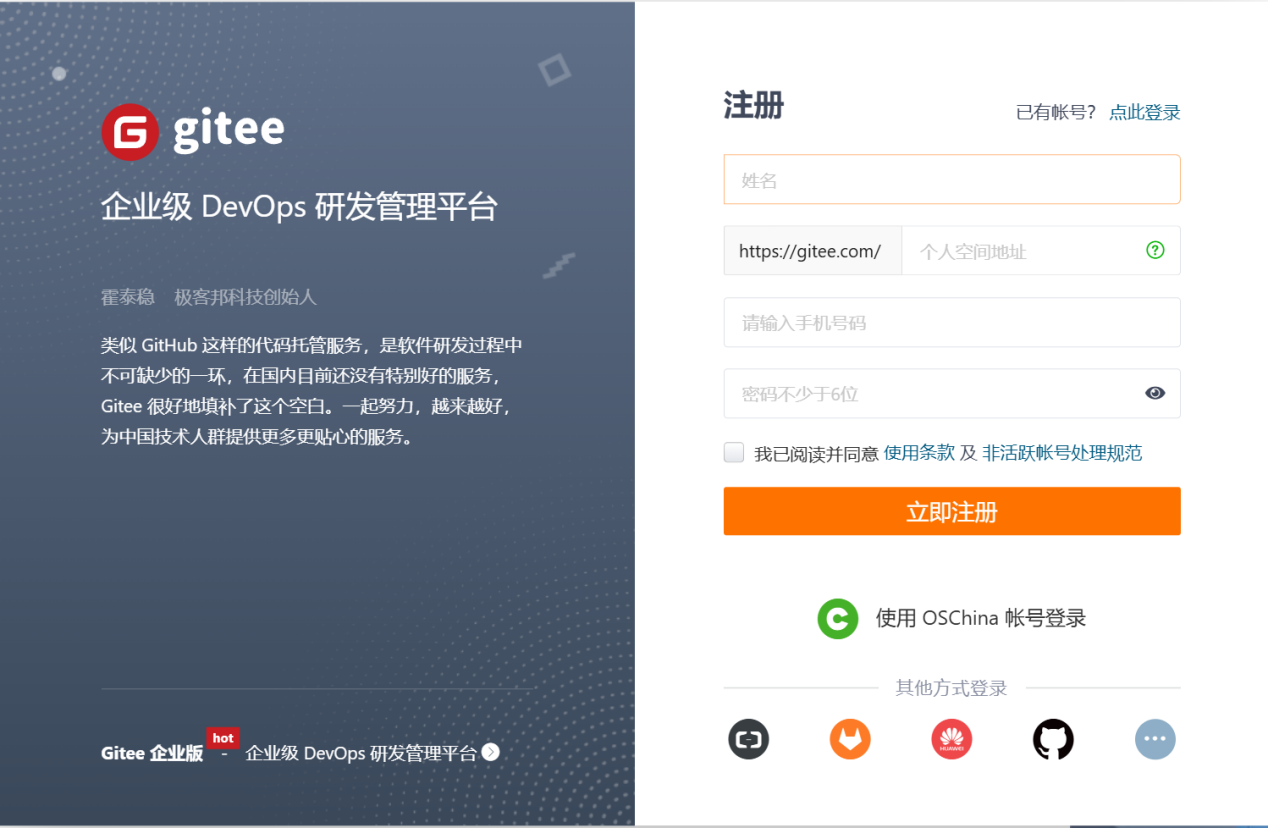 gitee
企业级 DevOps 研发管理平台
霍泰稳 极客邦科技创始人
类似 GitHub 这样的代码托管服务，是软件研发过程中
不可缺少的一环，在国内目前还没有特别好的服务，
Gitee 很好地填补了这个空白。一起努力，越来越好，
为中国技术人群提供更多更贴心的服务。
Gitee 企业版 hot - 企业级 DevOps 研发管理平台
注册
已有帐号？ 点此登录
姓名
https://gitee.com/ 个人空间地址
请输入手机号码
密码不少于6位
我已阅读并同意 使用条款 及 非活跃帐号处理规范
立即注册
使用 OSChina 帐号登录
其他方式登录
HUAWEI